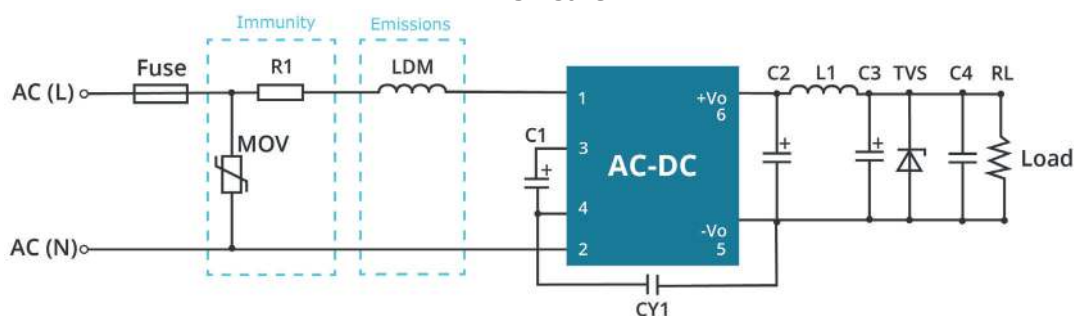 Immunity
Emissions
Fuse
R1
LDM
C2
L1
C3
TVS
C4
RL
AC (L)
1
+Vo
6
MOV
C1
3
+
AC-DC
+
+
Load
4
AC (N)
2
-Vo
5
CY1